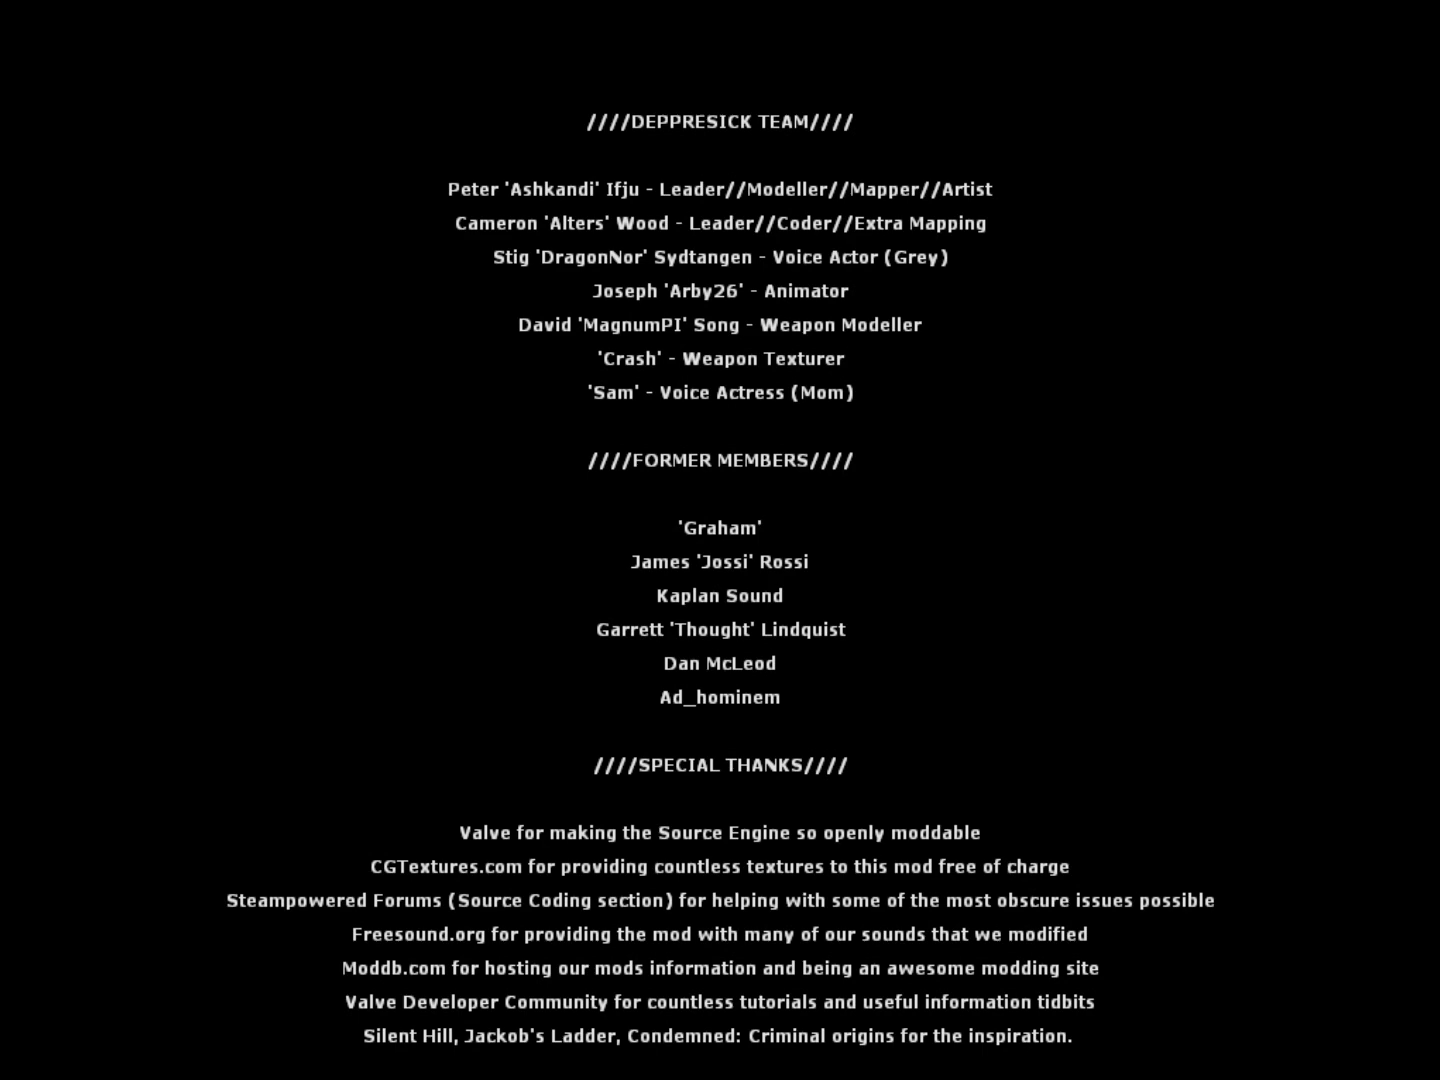 ////DEPPRESICK TEAM////
Peter 'Ashkandi' Ifju - Leader//Modeller//Mapper//Artist
Cameron 'Alters' Wood - Leader//Coder//Extra Mapping
Stig 'DragonNor' Sydtangen - Voice Actor (Grey)
Joseph 'Arby26' - Animator
David 'MagnumPI' Song - Weapon Modeller
'Crash' - Weapon Texturer
'Sam' - Voice Actress (Mom)
////FORMER MEMBERS////
'Graham'
James 'Jossi' Rossi
Kaplan Sound
Garrett 'Thought' Lindquist
Dan McLeod
Ad_hominem
////SPECIAL THANKS////
Valve for making the Source Engine so openly moddable
CGTextures.com for providing countless textures to this mod free of charge
Steampowered Forums (Source Coding section) for helping with some of the most obscure issues possible
Freesound.org for providing the mod with many of our sounds that we modified
Moddb.com for hosting our mods information and being an awesome modding site
Valve Developer Community for countless tutorials and useful information tidbits
Silent Hill, Jackob's Ladder, Condemned: Criminal origins for the inspiration.